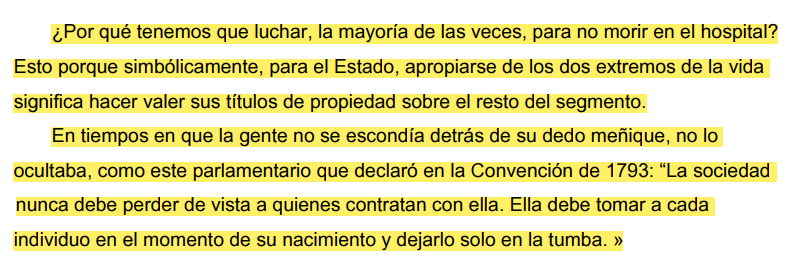 ¿Por qué tenemos que luchar, la mayoría de las veces, para no morir en el hospital?
Esto porque simbólicamente, para el Estado, apropiarse de los dos extremos de la vida
significa hacer valer sus títulos de propiedad sobre el resto del segmento.
En tiempos en que la gente no se escondía detrás de su dedo meñique, no lo
ocultaba, como este parlamentario que declaró en la Convención de 1793: “La sociedad
nunca debe perder de vista a quienes contratan con ella. Ella debe tomar a cada
individuo en el momento de su nacimiento y dejarlo solo en la tumba. »